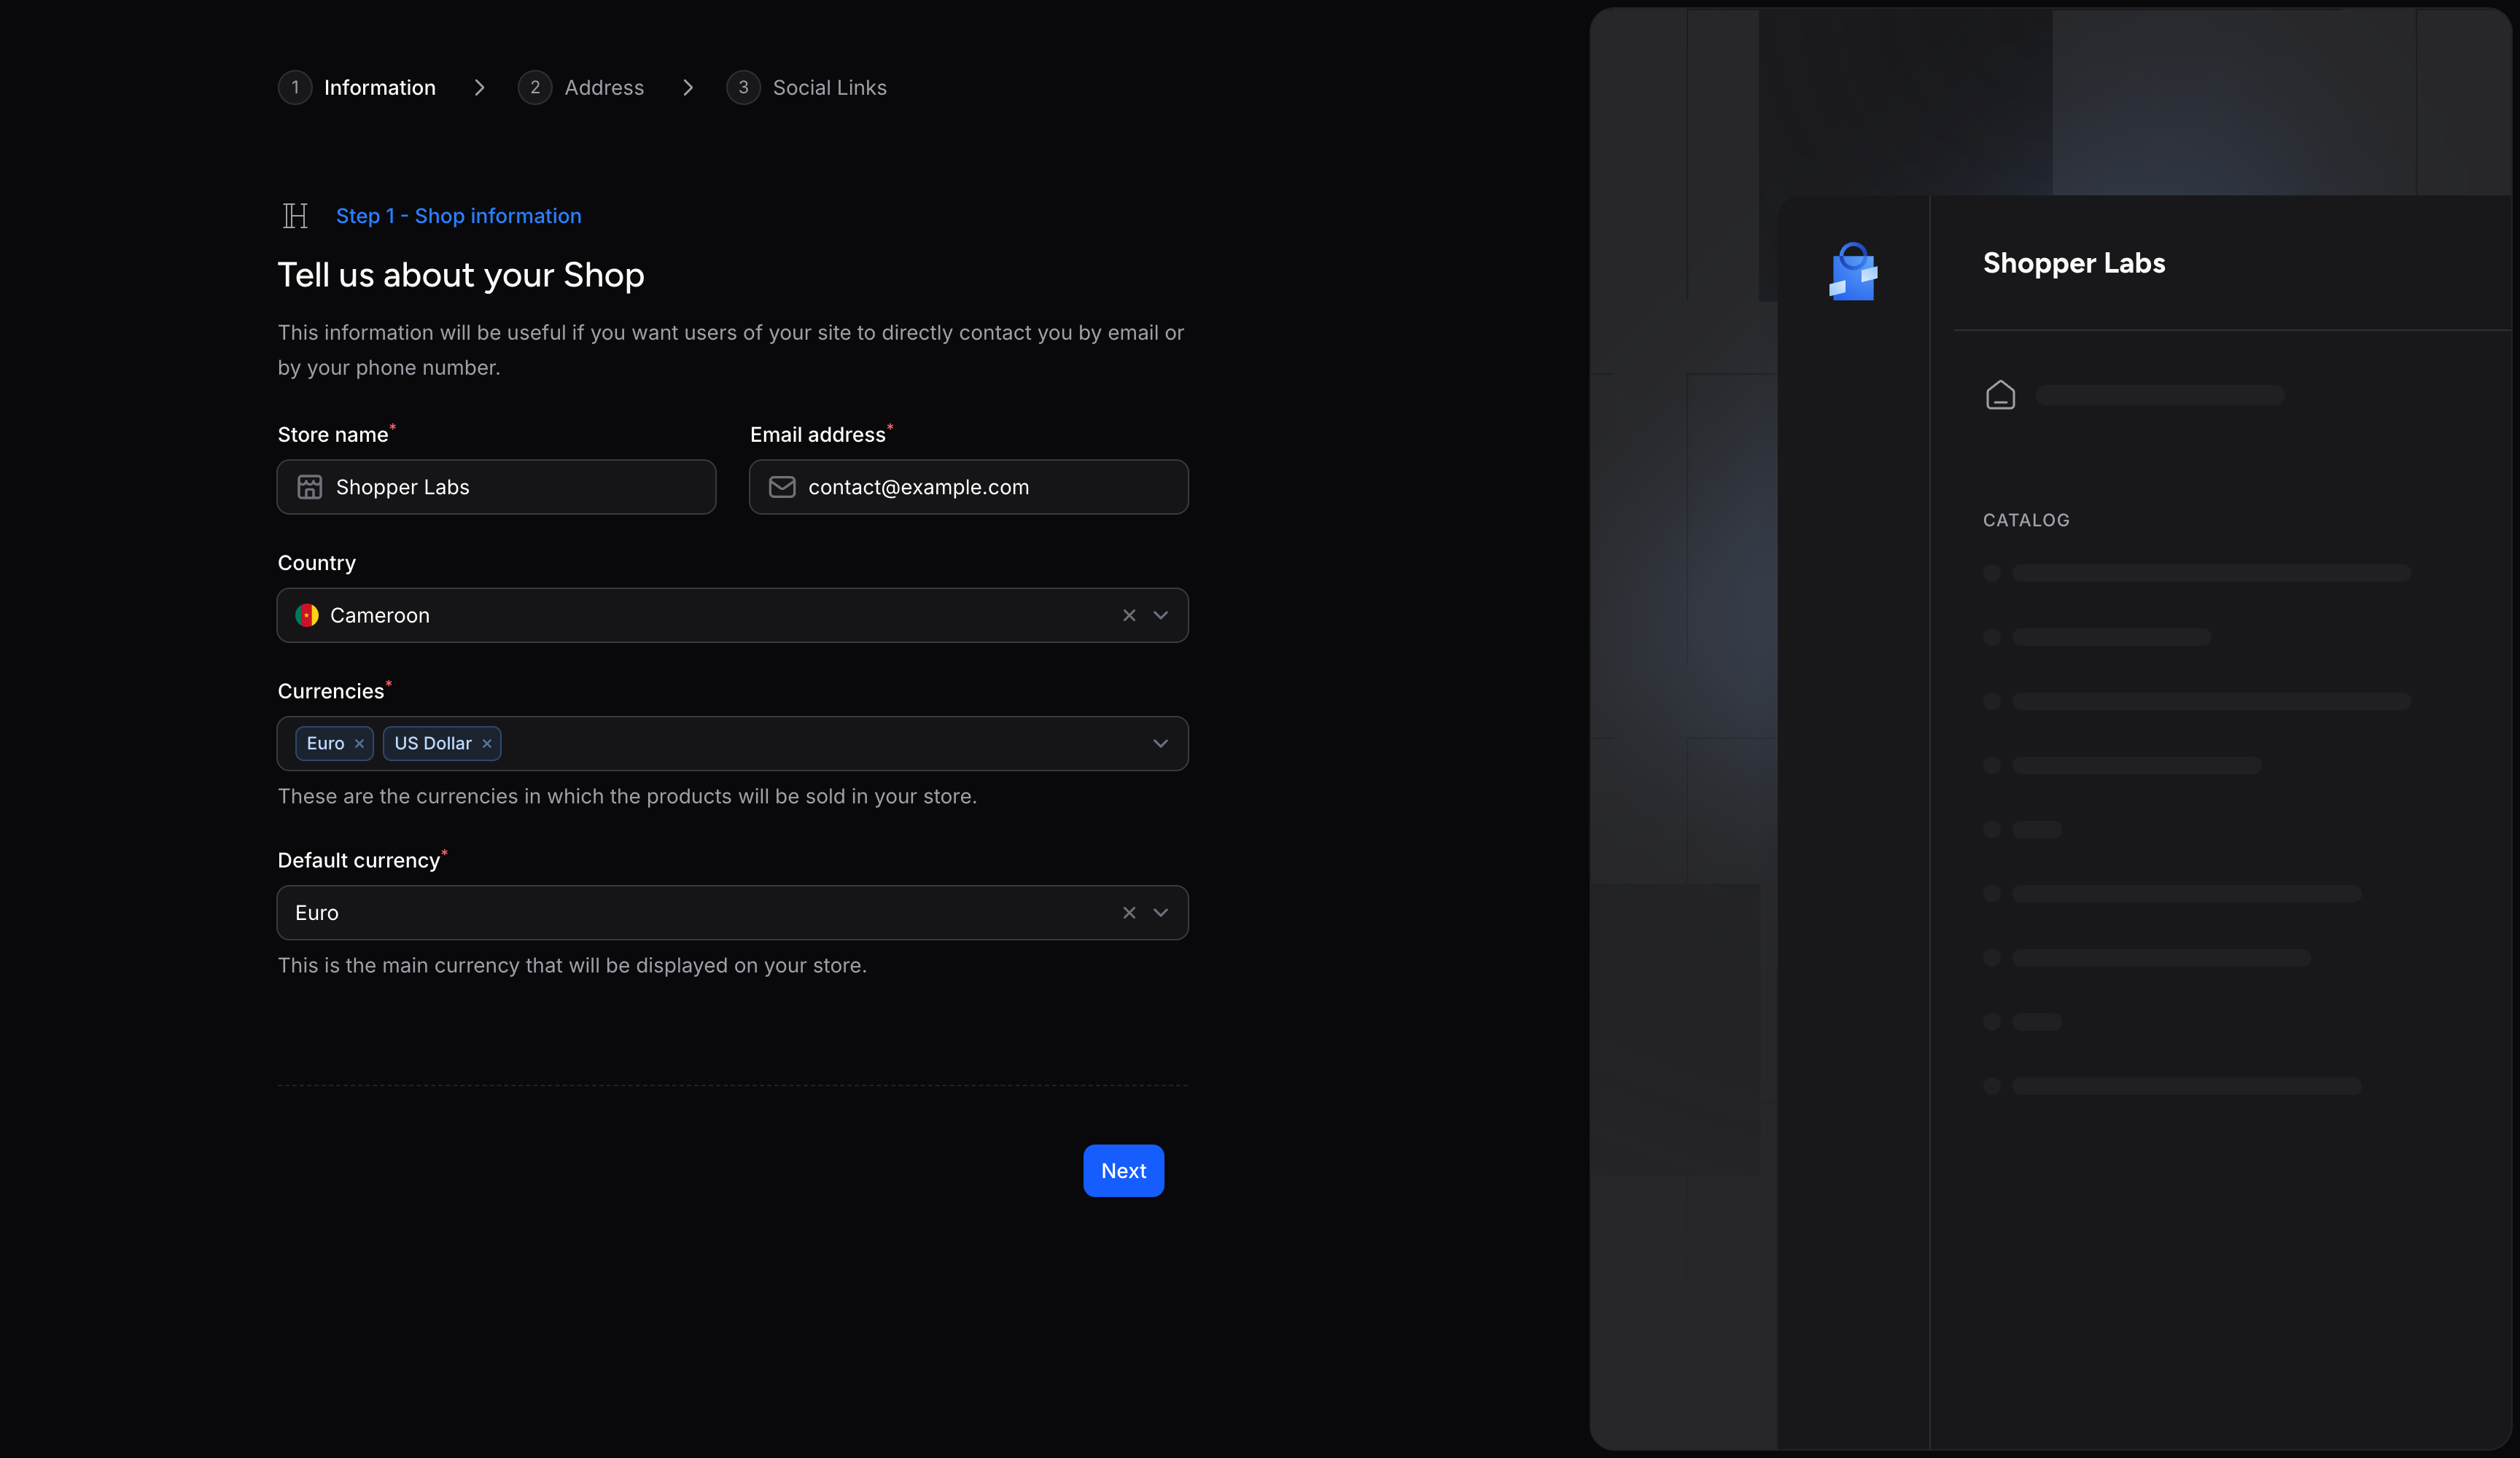 1 Information 2 Address 3 Social Links
Step 1 - Shop information
Tell us about your Shop
This information will be useful if you want users of your site to directly contact you by email or
by your phone number.
Store name*
Email address*
Shopper Labs
contact@example.com
Country
Cameroon
Currencies*
Euro US Dollar
These are the currencies in which the products will be sold in your store.
Default currency*
Euro
This is the main currency that will be displayed on your store.
Next
Shopper Labs
CATALOG